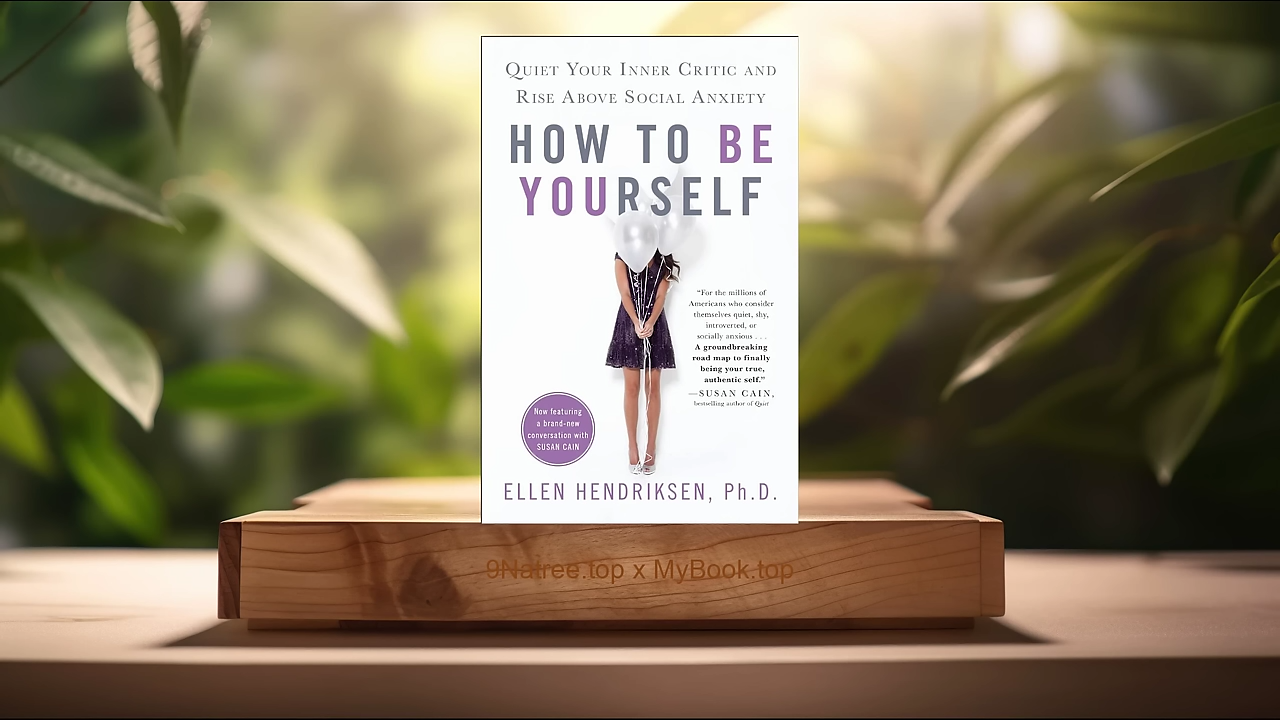 QUIET YOUR INNER CRITIC AND
RISE ABOVE SOCIAL ANXIETY
HOW TO BE
YOURSELF
"For the millions of
Americans who consider
themselves quiet, shy,
introverted, or
socially anxious . . .
A groundbreaking
road map to finally
being your true,
authentic self."
—SUSAN CAIN,
bestselling author of Quiet
Now featuring
a brand-new
conversation with
SUSAN CAIN
ELLEN HENDRIKSEN, Ph.D.
9Natree.top x MyBook.top